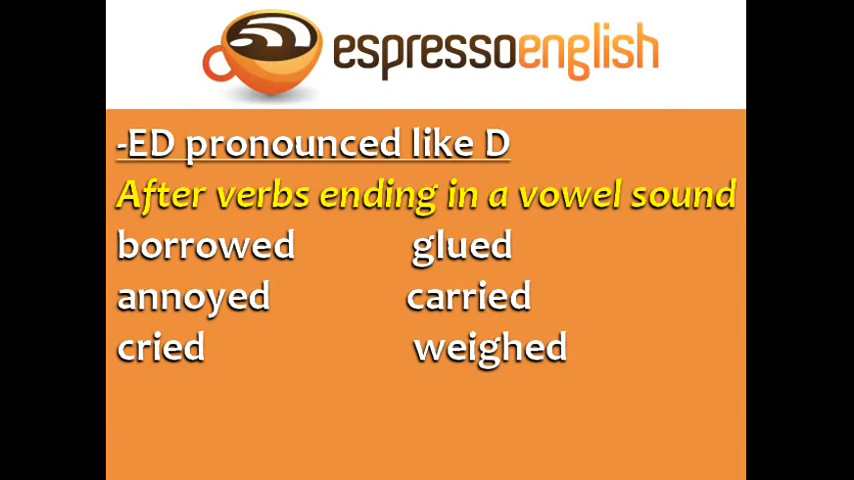 espressoenglish
-ED pronounced like D
After verbs ending in a vowel sound
borrowed glued
annoyed carried
cried weighed